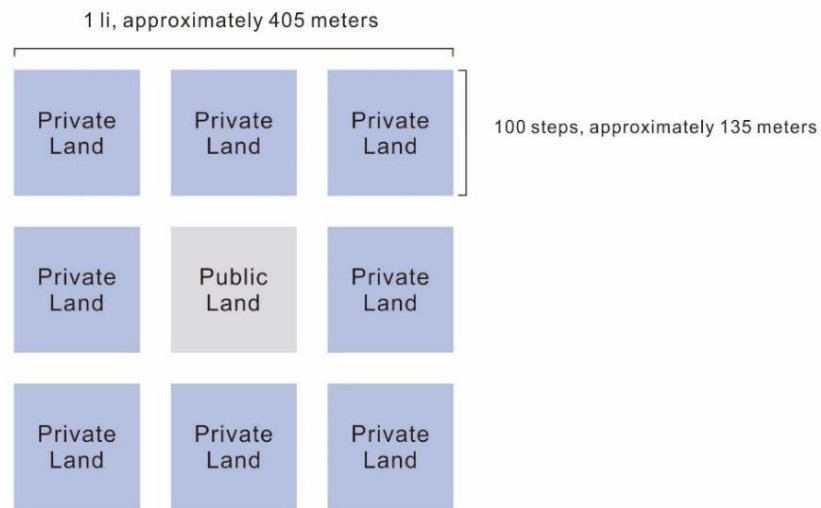 1 li, approximately 405 meters
Private
Land
Private
Land
Private
Land
100 steps, approximately 135 meters
Private
Land
Public
Land
Private
Land
Private
Land
Private
Land
Private
Land